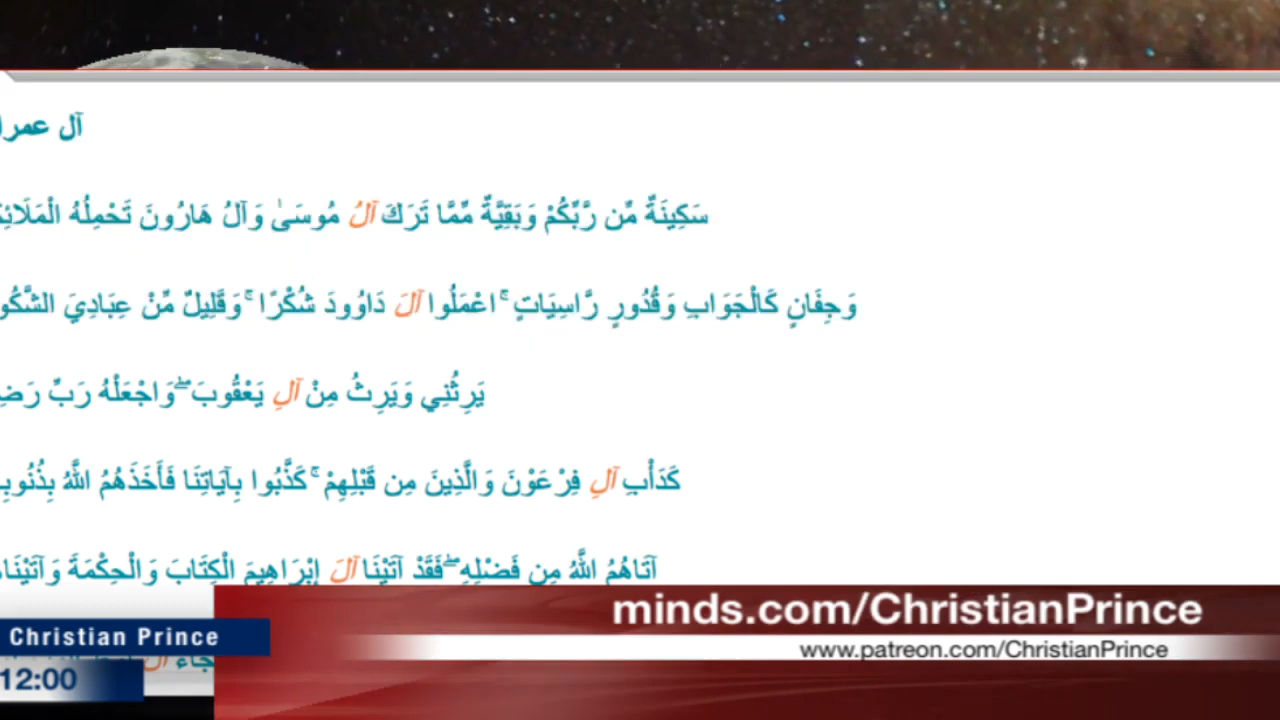 آل
سَكِينَةٌ مِّن رَّبِّكُمْ وَبَقِيَّةٌ مِّمَّا تَرَكَ آلُ مُوسَىٰ وَآلُ هَارُونَ تَحْمِلُهُ
وَجِفَانٍ كَالْجَوَابِ وَقُدُورٍ رَّاسِيَاتٍ ۚ اعْمَلُوا آلَ دَاوُودَ شُكْرًا ۚ وَقَلِيلٌ مِّنْ عِبَادِيَ
يَرِثُنِي وَيَرِثُ مِنْ آلِ يَعْقُوبَ ۖ وَاجْعَلْهُ رَبِّ
كَدَأْبِ آلِ فِرْعَوْنَ وَالَّذِينَ مِن قَبْلِهِمْ ۚ كَذَّبُوا بِآيَاتِنَا فَأَخَذَهُمُ اللَّهُ
آتَاهُمُ اللَّهُ مِن فَضْلِهِ ۖ فَقَدْ آتَيْنَا آلَ إِبْرَاهِيمَ الْكِتَابَ وَالْحِكْمَةَ
minds.com/ChristianPrince
Christian Prince
www.patreon.com/ChristianPrince
12:00